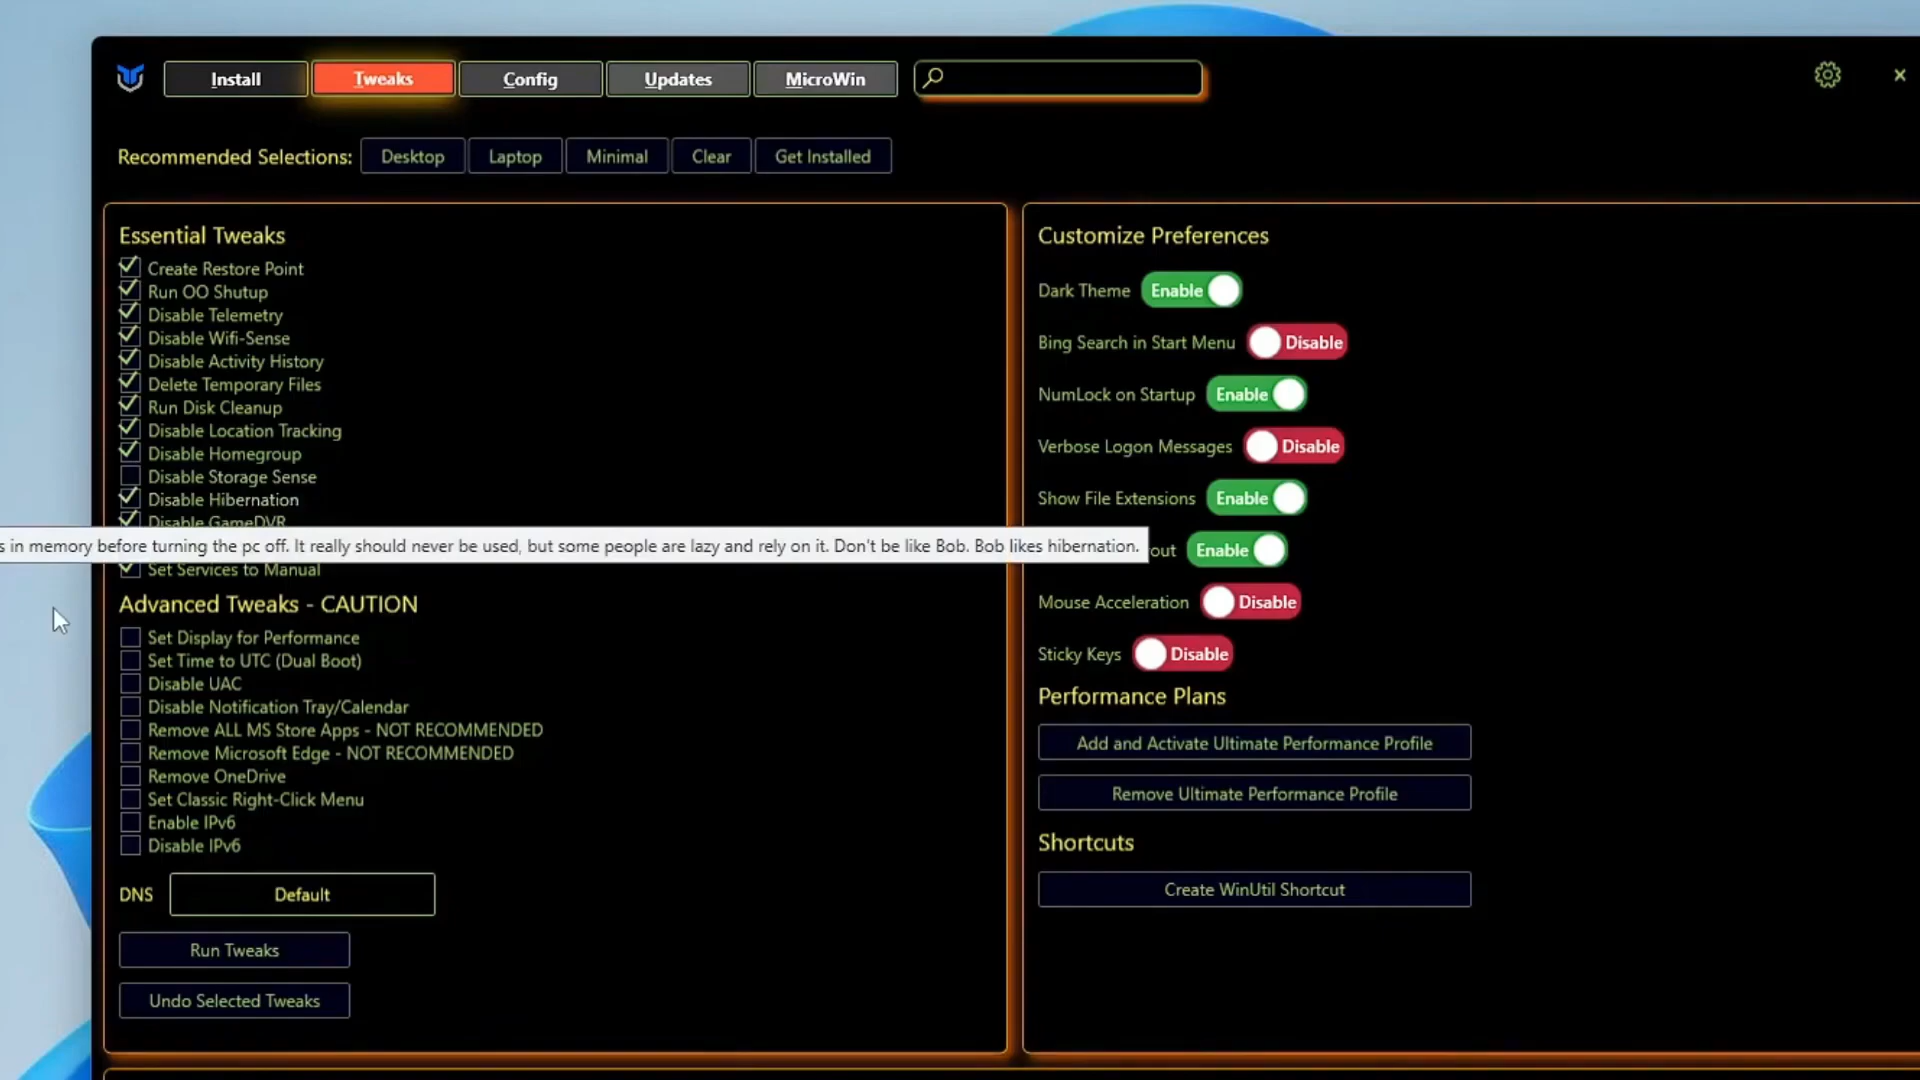 Install Tweaks Config Updates MicroWin
Recommended Selections: Desktop Laptop Minimal Clear Get Installed
Essential Tweaks
Create Restore Point
Run OO Shutup
Disable Telemetry
Disable Wifi-Sense
Disable Activity History
Delete Temporary Files
Run Disk Cleanup
Disable Location Tracking
Disable Homegroup
Disable Storage Sense
Disable Hibernation
Disable GameDVR
s in memory before turning the pc off. It really should never be used, but some people are lazy and rely on it. Don't be like Bob. Bob likes hibernation.
Set Services to Manual
Advanced Tweaks - CAUTION
Set Display for Performance
Set Time to UTC (Dual Boot)
Disable UAC
Disable Notification Tray/Calendar
Remove ALL MS Store Apps - NOT RECOMMENDED
Remove Microsoft Edge - NOT RECOMMENDED
Remove OneDrive
Set Classic Right-Click Menu
Enable IPv6
Disable IPv6
DNS Default
Run Tweaks
Undo Selected Tweaks
Customize Preferences
Dark Theme Enable
Bing Search in Start Menu Disable
NumLock on Startup Enable
Verbose Logon Messages Disable
Show File Extensions Enable
out Enable
Mouse Acceleration Disable
Sticky Keys Disable
Performance Plans
Add and Activate Ultimate Performance Profile
Remove Ultimate Performance Profile
Shortcuts
Create WinUtil Shortcut